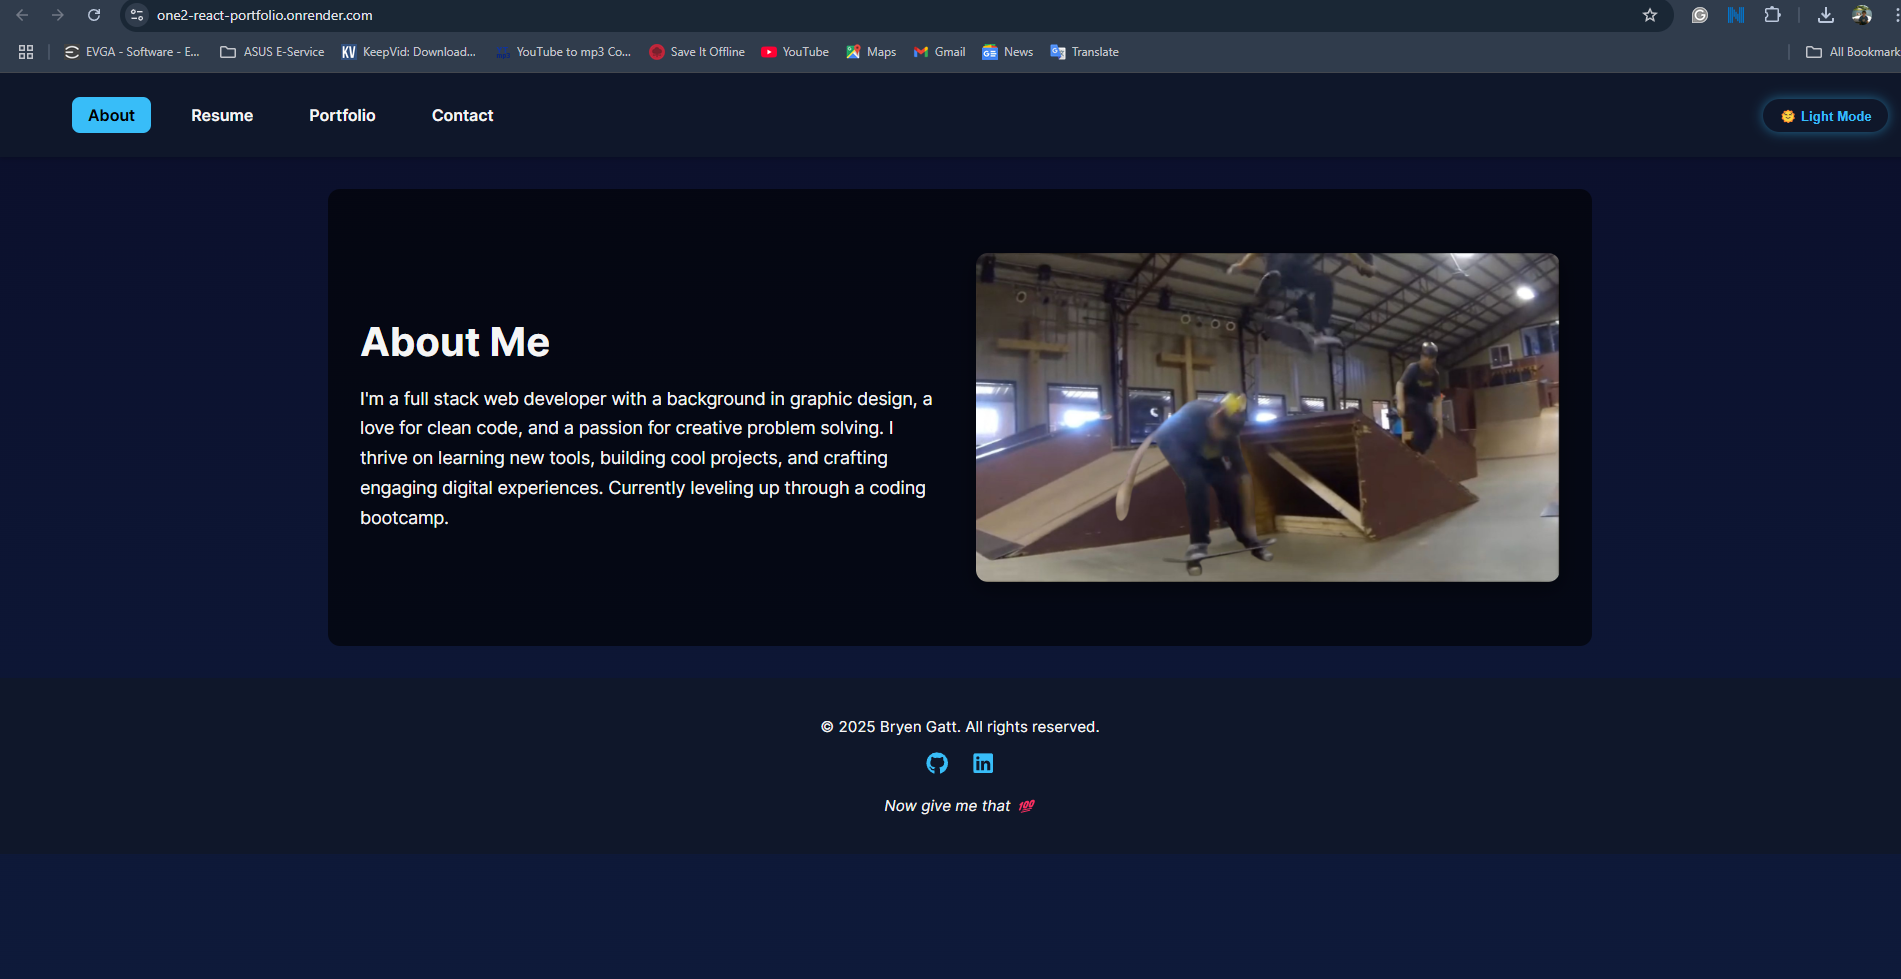 one2-react-portfolio.onrender.com
EVGA - Software - E...
ASUS E-Service
KV KeepVid: Download...
mp3 YouTube to mp3 Co...
Save It Offline
YouTube
Maps
Gmail
News
Translate
All Bookmark
About
Resume
Portfolio
Contact
🌞 Light Mode
About Me
I'm a full stack web developer with a background in graphic design, a
love for clean code, and a passion for creative problem solving. I
thrive on learning new tools, building cool projects, and crafting
engaging digital experiences. Currently leveling up through a coding
bootcamp.
© 2025 Bryen Gatt. All rights reserved.
in
Now give me that 💯